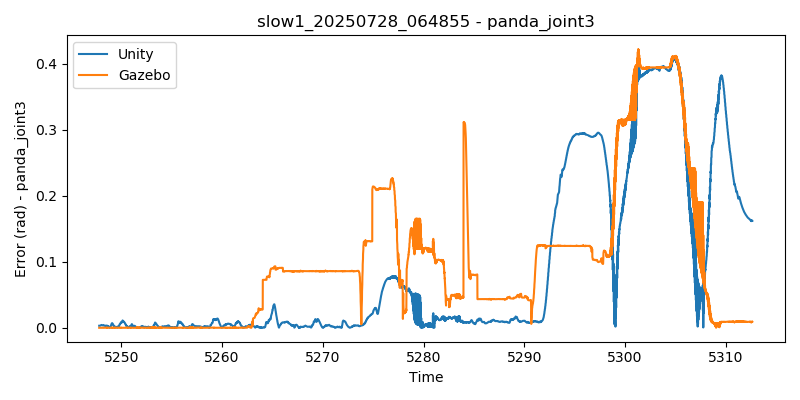 slow1_20250728_064855 - panda_joint3
Unity
Gazebo
Error (rad) - panda_joint3
0.4
0.3
0.2
0.1
0.0
5250 5260 5270 5280 5290 5300 5310
Time